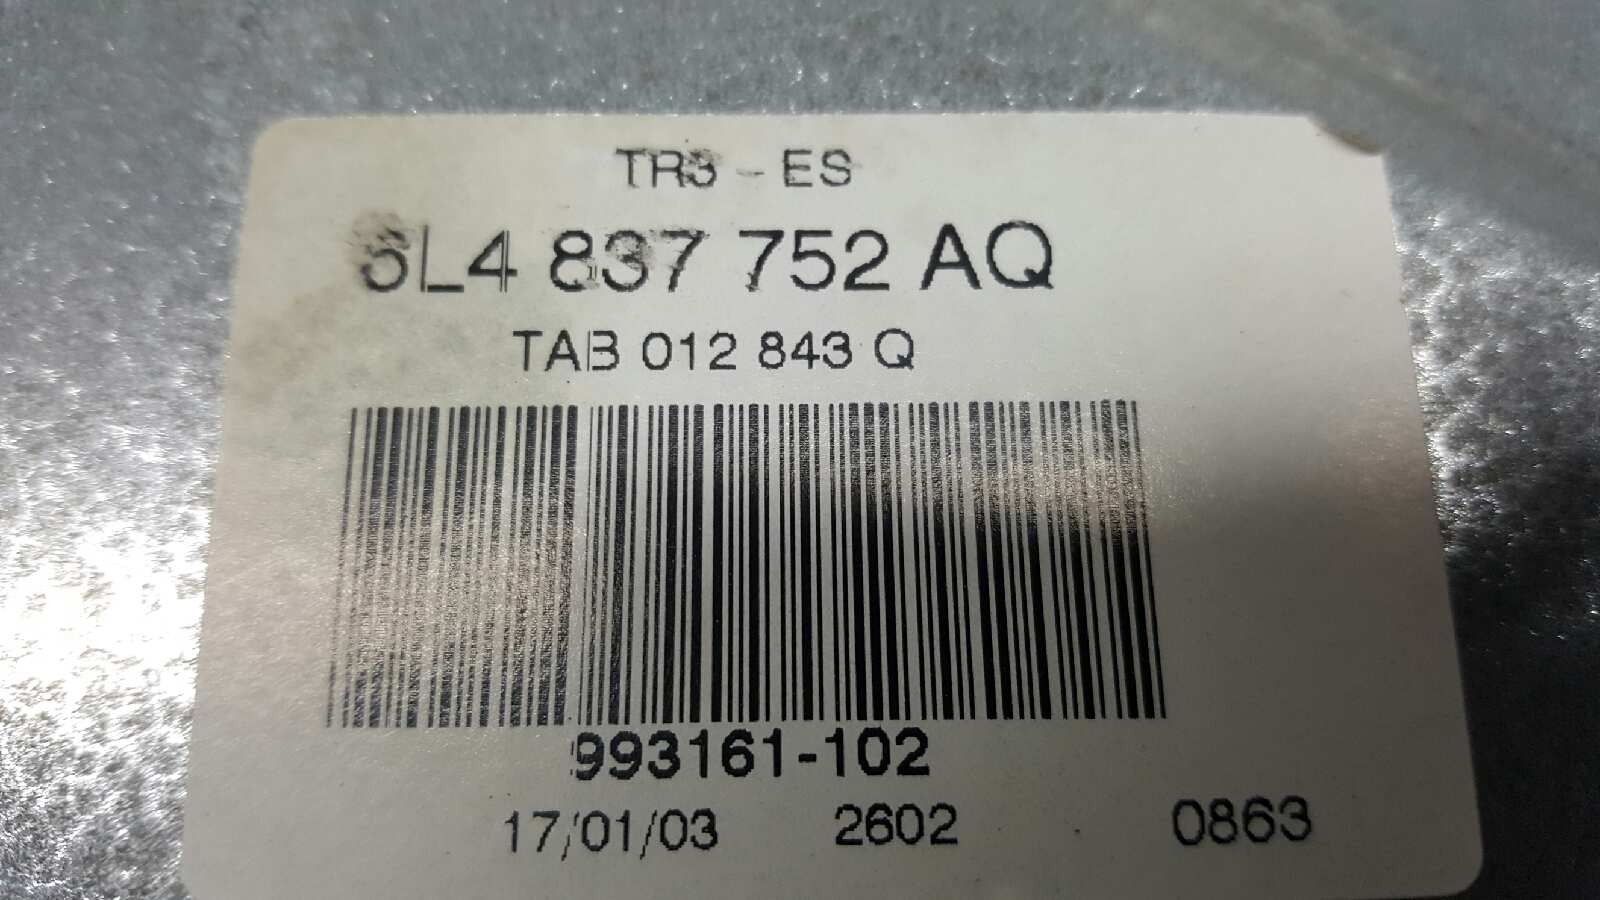 TR3 - ES
6L4 837 752 AQ
TAB 012 843 Q
993161-102
17/01/03 2602 0863